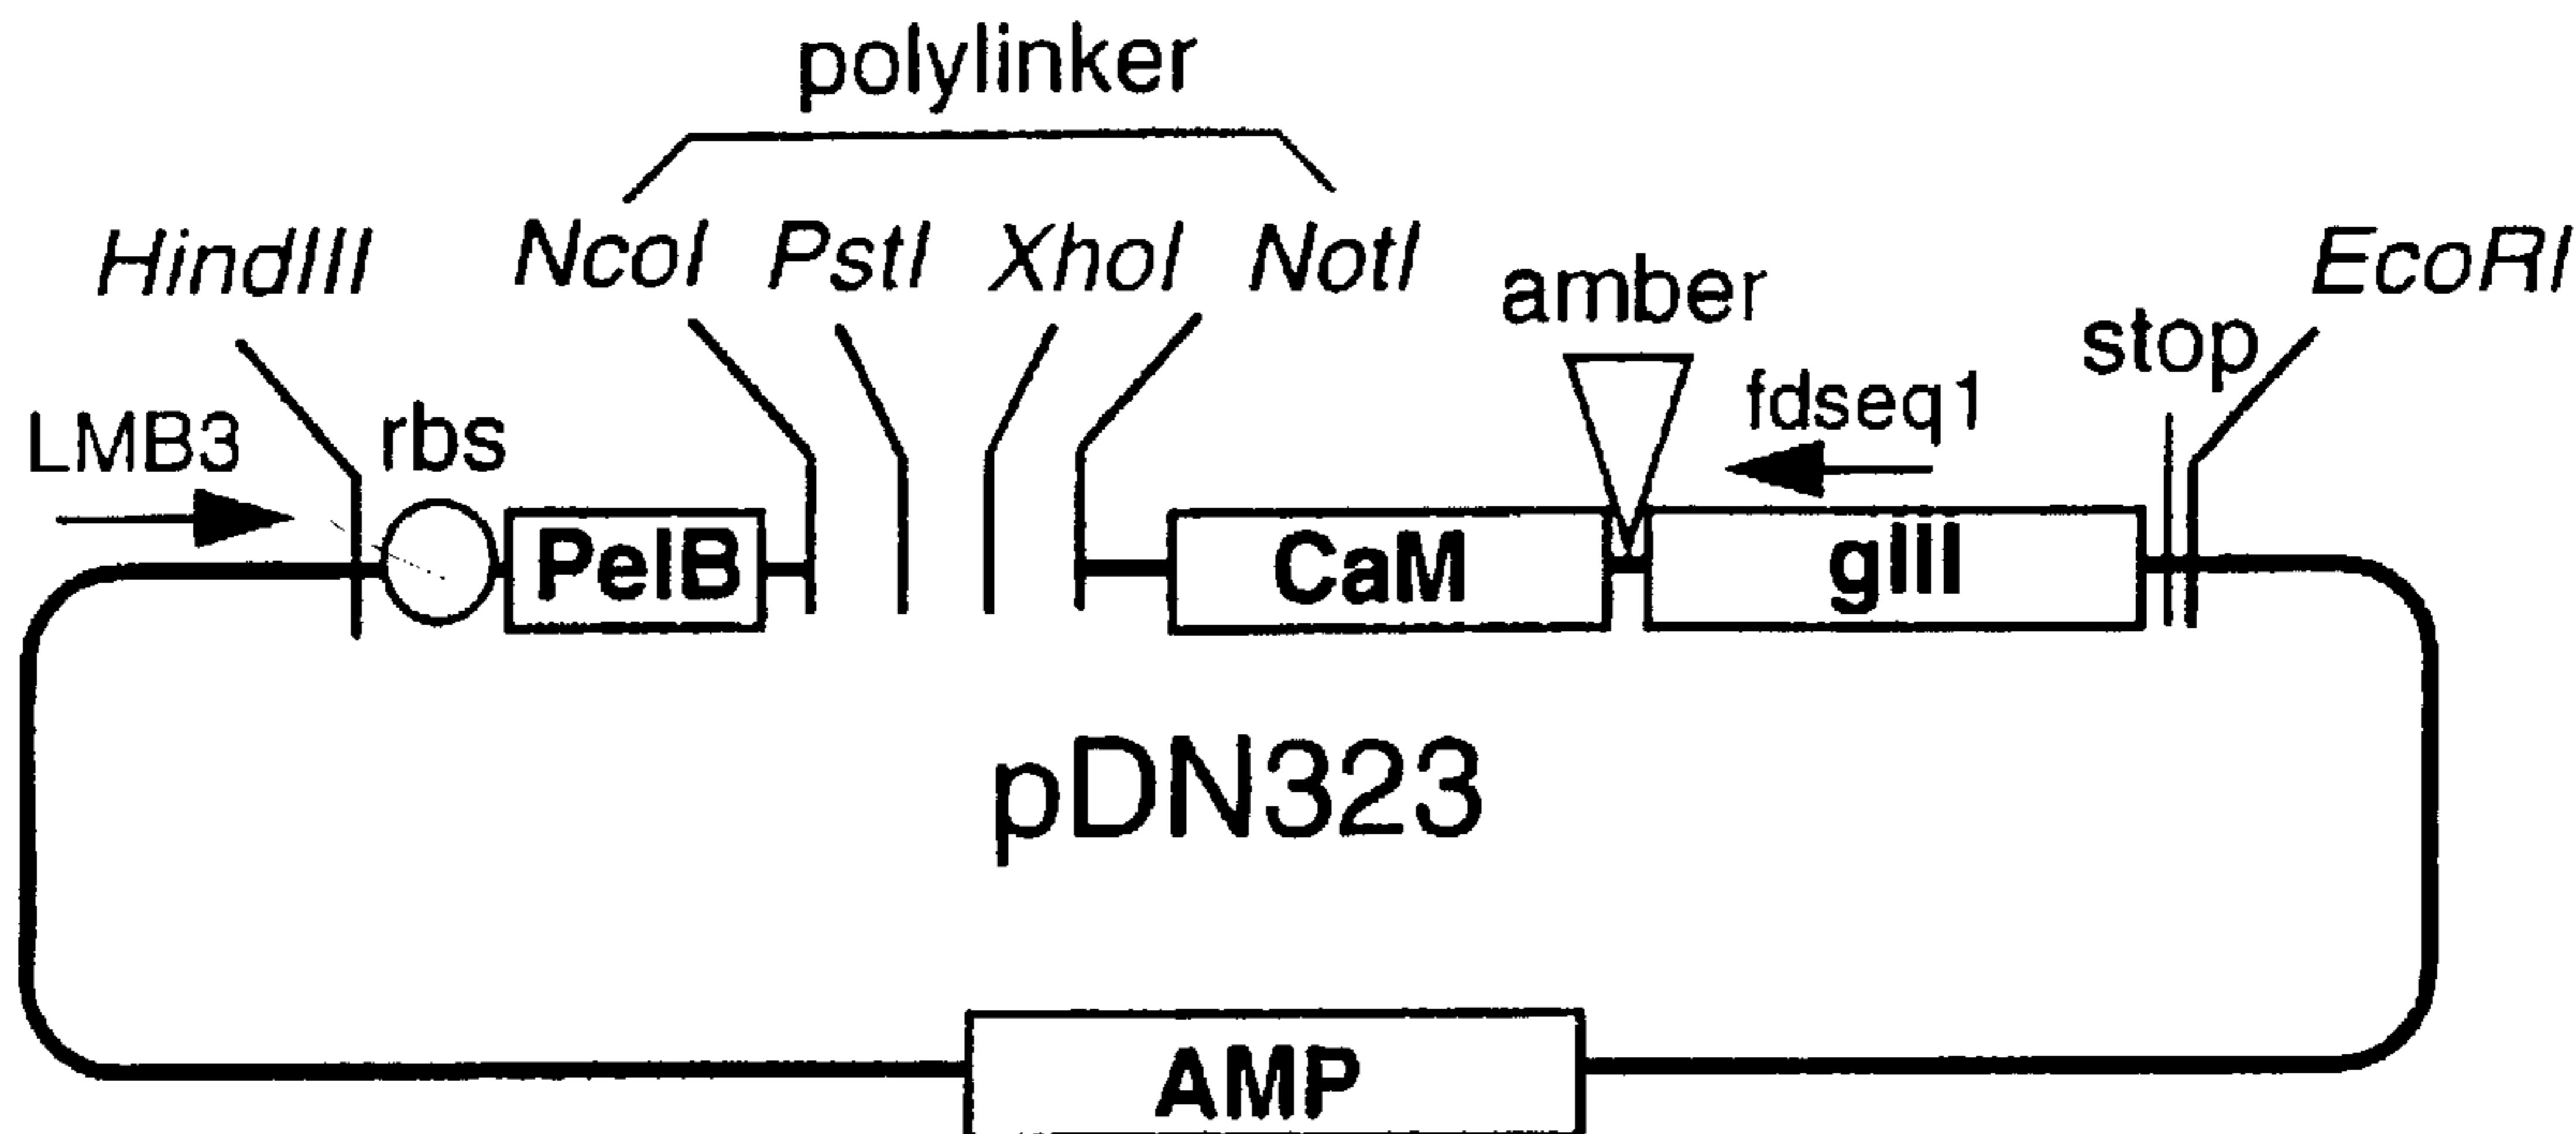 polylinker
HindIII NcoI PstI XhoI NotI amber EcoRI
stop
LMB3 rbs fdseq1
PelB CaM gIII
pDN323
AMP